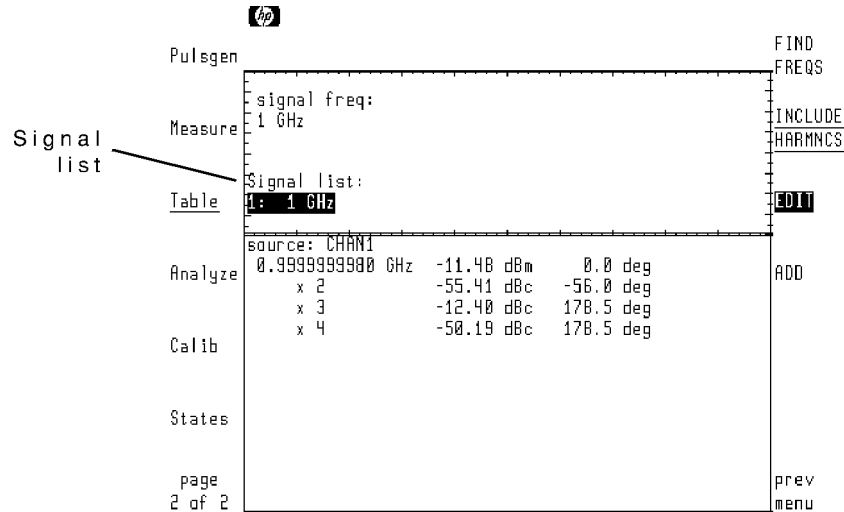 hp
Pulsgen
Measure
Table
Analyze
Calib
States
page
2 of 2
Signal
list
signal freq:
1 GHz
Signal list:
1: 1 GHz
source: CHAN1
0.9999999980 GHz -11.48 dBm 0.0 deg
x 2 -55.41 dBc -56.0 deg
x 3 -12.40 dBc 178.5 deg
x 4 -50.19 dBc 178.5 deg
FIND
FREQS
INCLUDE
HARMNCS
EDIT
ADD
prev
menu